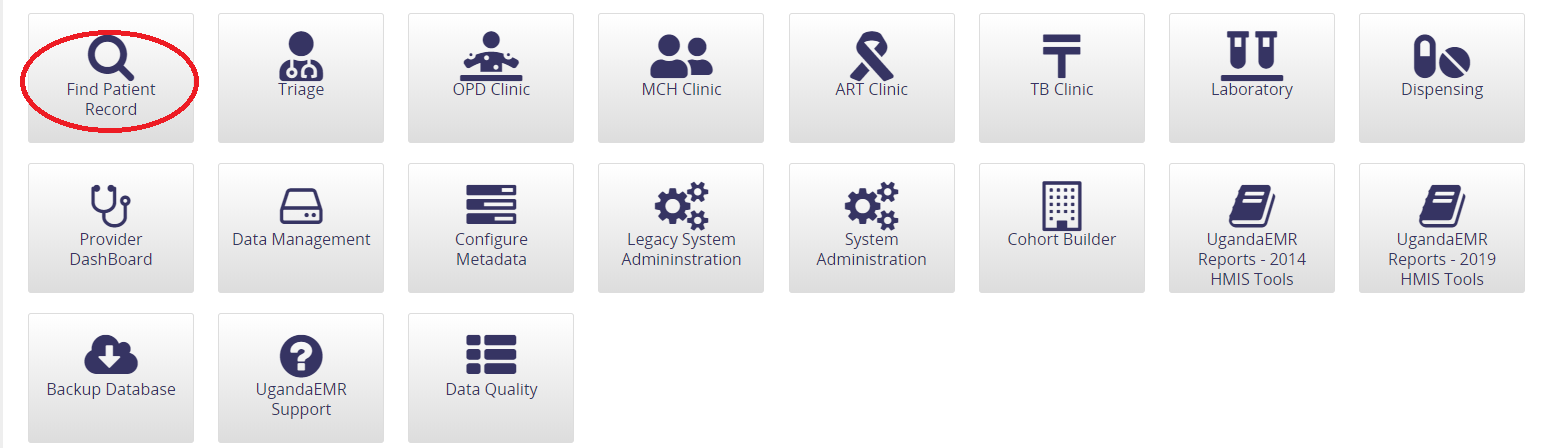 Find Patient
Record
Triage
OPD Clinic
MCH Clinic
ART Clinic
TB Clinic
Laboratory
Dispensing
Provider
DashBoard
Data Management
Configure
Metadata
Legacy System
Admininstration
System
Administration
Cohort Builder
UgandaEMR
Reports - 2014
HMIS Tools
UgandaEMR
Reports - 2019
HMIS Tools
Backup Database
UgandaEMR
Support
Data Quality